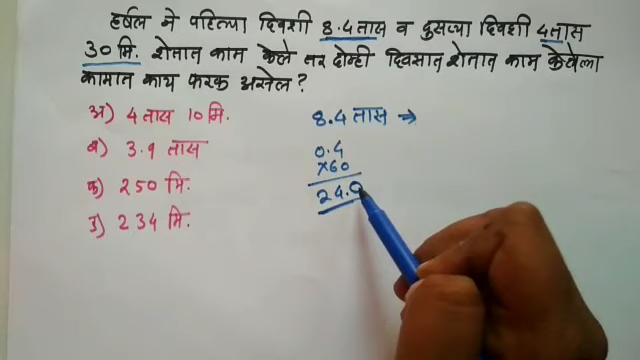 हर्षल ने पहिल्या दिवशी 8.4 तास व दुसऱ्या दिवशी 4 तास
30 मि. शेतात काम केले तर दोन्ही दिवसात शेतात काम केलेल्या
कामात काय फरक असेल?
अ) 4 तास 10 मि.
ब) 3.9 तास
क) 250 मि.
ड) 234 मि.
8.4 तास →
0.4
×60
24.0